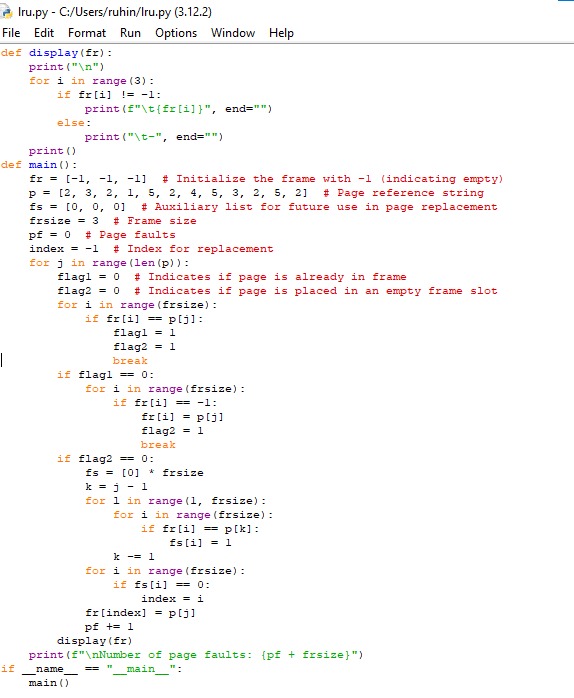 lru.py - C:/Users/ruhin/lru.py (3.12.2)
File Edit Format Run Options Window Help
def display(fr):
    print("\n")
    for i in range(3):
        if fr[i] != -1:
            print(f"\t{fr[i]}", end="")
        else:
            print("\t-", end="")
    print()
def main():
    fr = [-1, -1, -1]  # Initialize the frame with -1 (indicating empty)
    p = [2, 3, 2, 1, 5, 2, 4, 5, 3, 2, 5, 2]  # Page reference string
    fs = [0, 0, 0]  # Auxiliary list for future use in page replacement
    frsize = 3  # Frame size
    pf = 0  # Page faults
    index = -1  # Index for replacement
    for j in range(len(p)):
        flag1 = 0  # Indicates if page is already in frame
        flag2 = 0  # Indicates if page is placed in an empty frame slot
        for i in range(frsize):
            if fr[i] == p[j]:
                flag1 = 1
                flag2 = 1
                break
        if flag1 == 0:
            for i in range(frsize):
                if fr[i] == -1:
                    fr[i] = p[j]
                    flag2 = 1
                    break
        if flag2 == 0:
            fs = [0] * frsize
            k = j - 1
            for l in range(1, frsize):
                for i in range(frsize):
                    if fr[i] == p[k]:
                        fs[i] = 1
                k -= 1
            for i in range(frsize):
                if fs[i] == 0:
                    index = i
            fr[index] = p[j]
            pf += 1
        display(fr)
    print(f"\nNumber of page faults: {pf + frsize}")
if __name__ == "__main__":
    main()